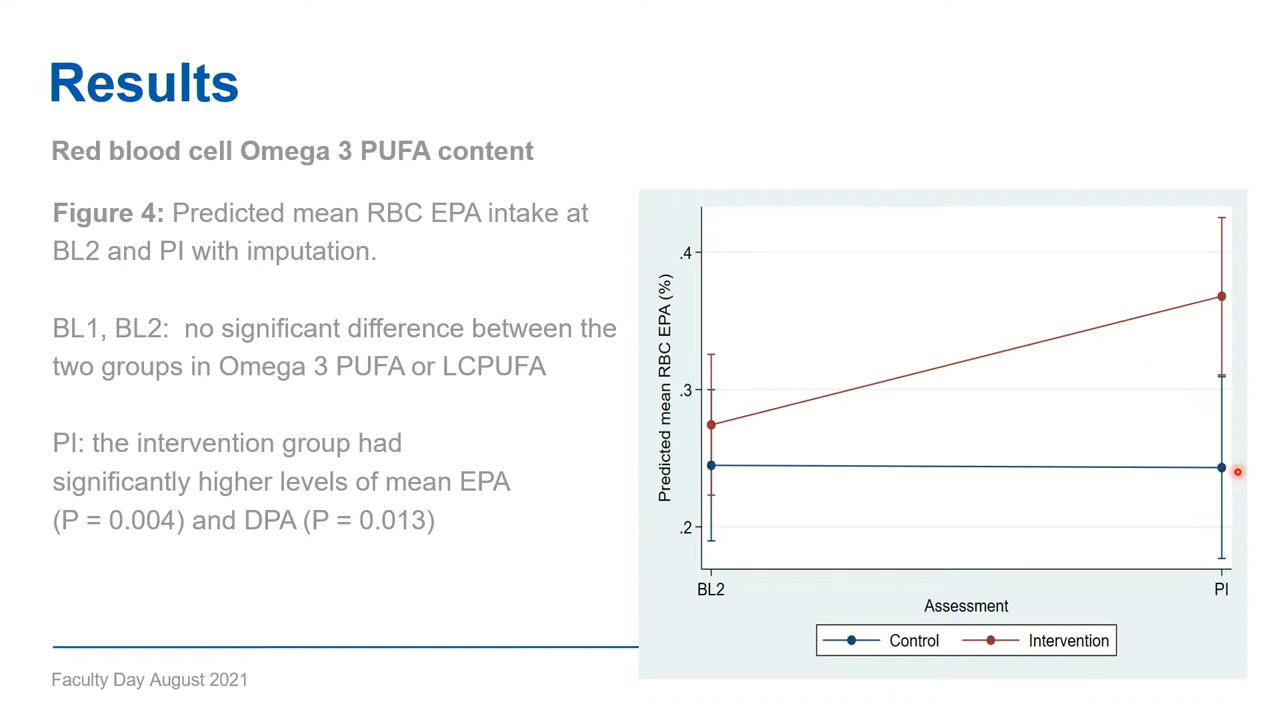 Results
Red blood cell Omega 3 PUFA content
Figure 4: Predicted mean RBC EPA intake at
BL2 and PI with imputation.
BL1, BL2:  no significant difference between the
two groups in Omega 3 PUFA or LCPUFA
PI: the intervention group had
significantly higher levels of mean EPA
(P = 0.004) and DPA (P = 0.013)
Faculty Day August 2021
Predicted mean RBC EPA (%)
.4
.3
.2
BL2
PI
Assessment
Control
Intervention